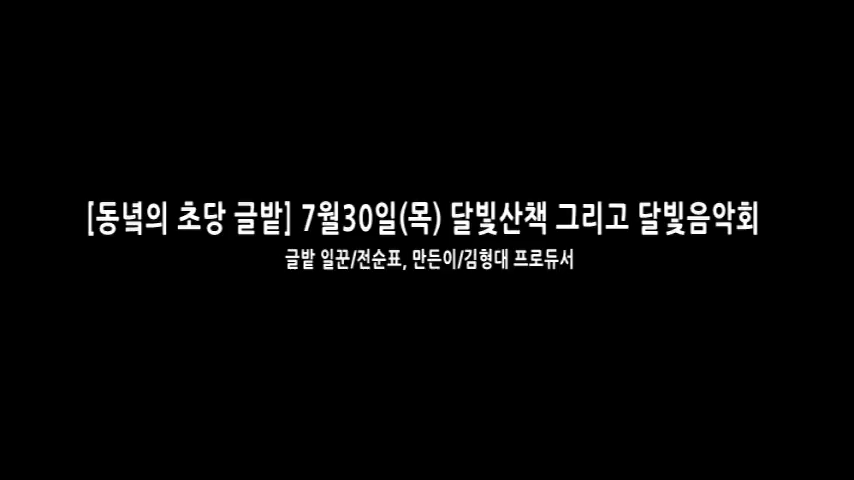 [동녘의 초당 글밭] 7월30일(목) 달빛산책 그리고 달빛음악회
글밭 일꾼/전순표, 만든이/김형대 프로듀서